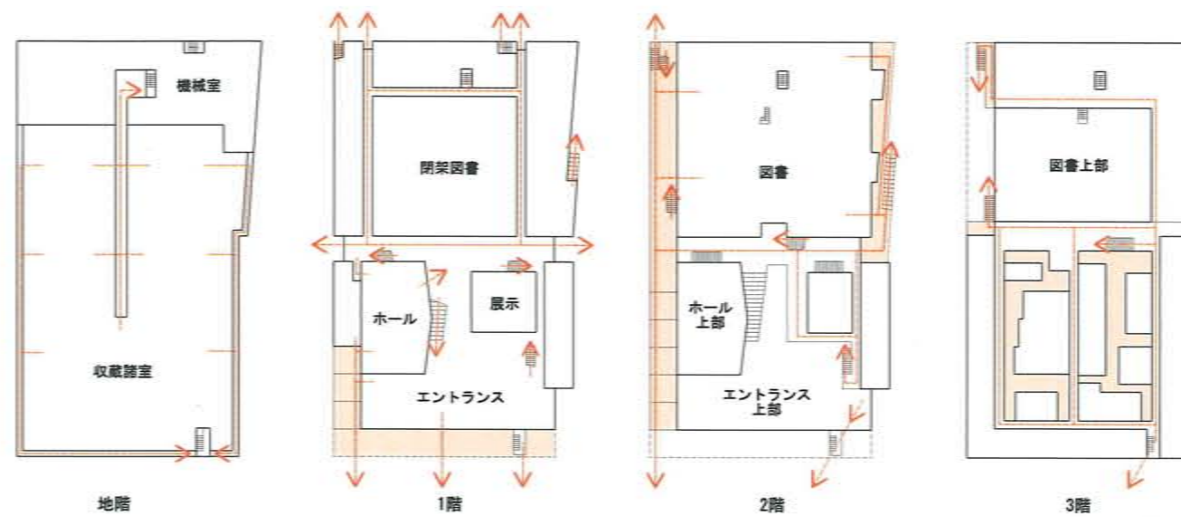 機械室
収蔵諸室
地階
閉架図書
ホール
展示
エントランス
1階
図書
ホール
上部
エントランス
上部
2階
図書上部
3階